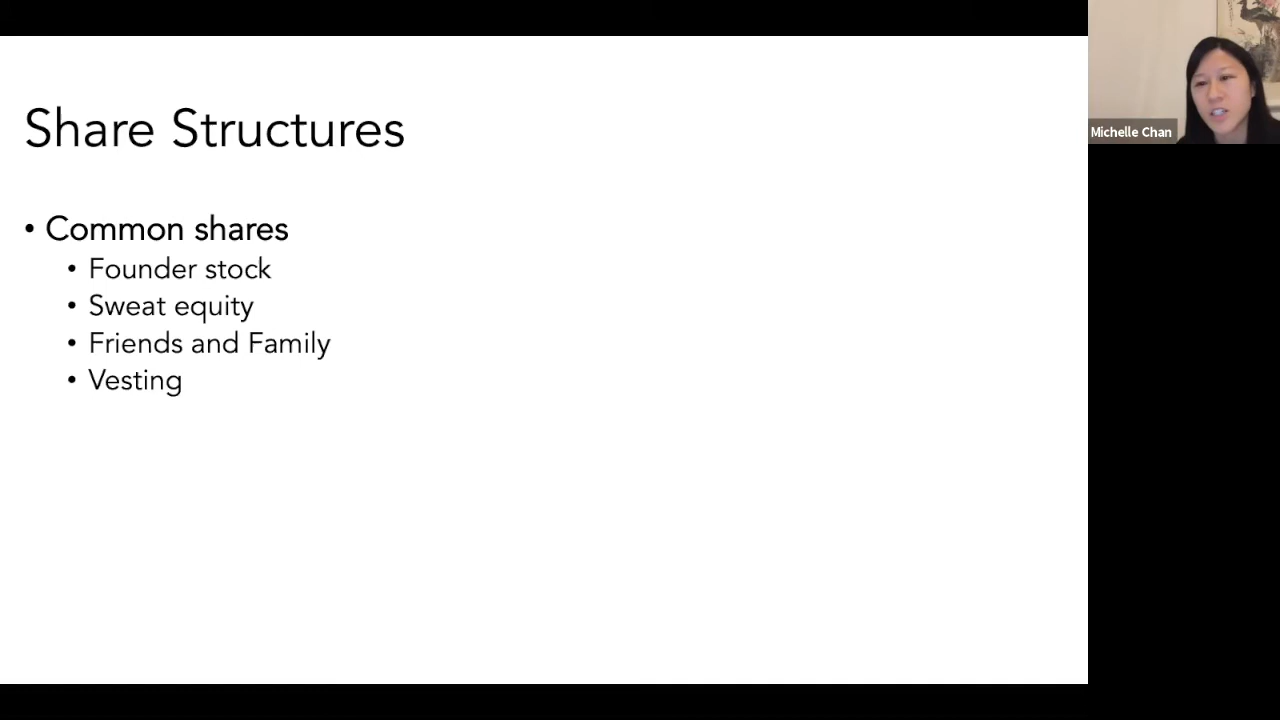 Share Structures
• Common shares
• Founder stock
• Sweat equity
• Friends and Family
• Vesting
Michelle Chan